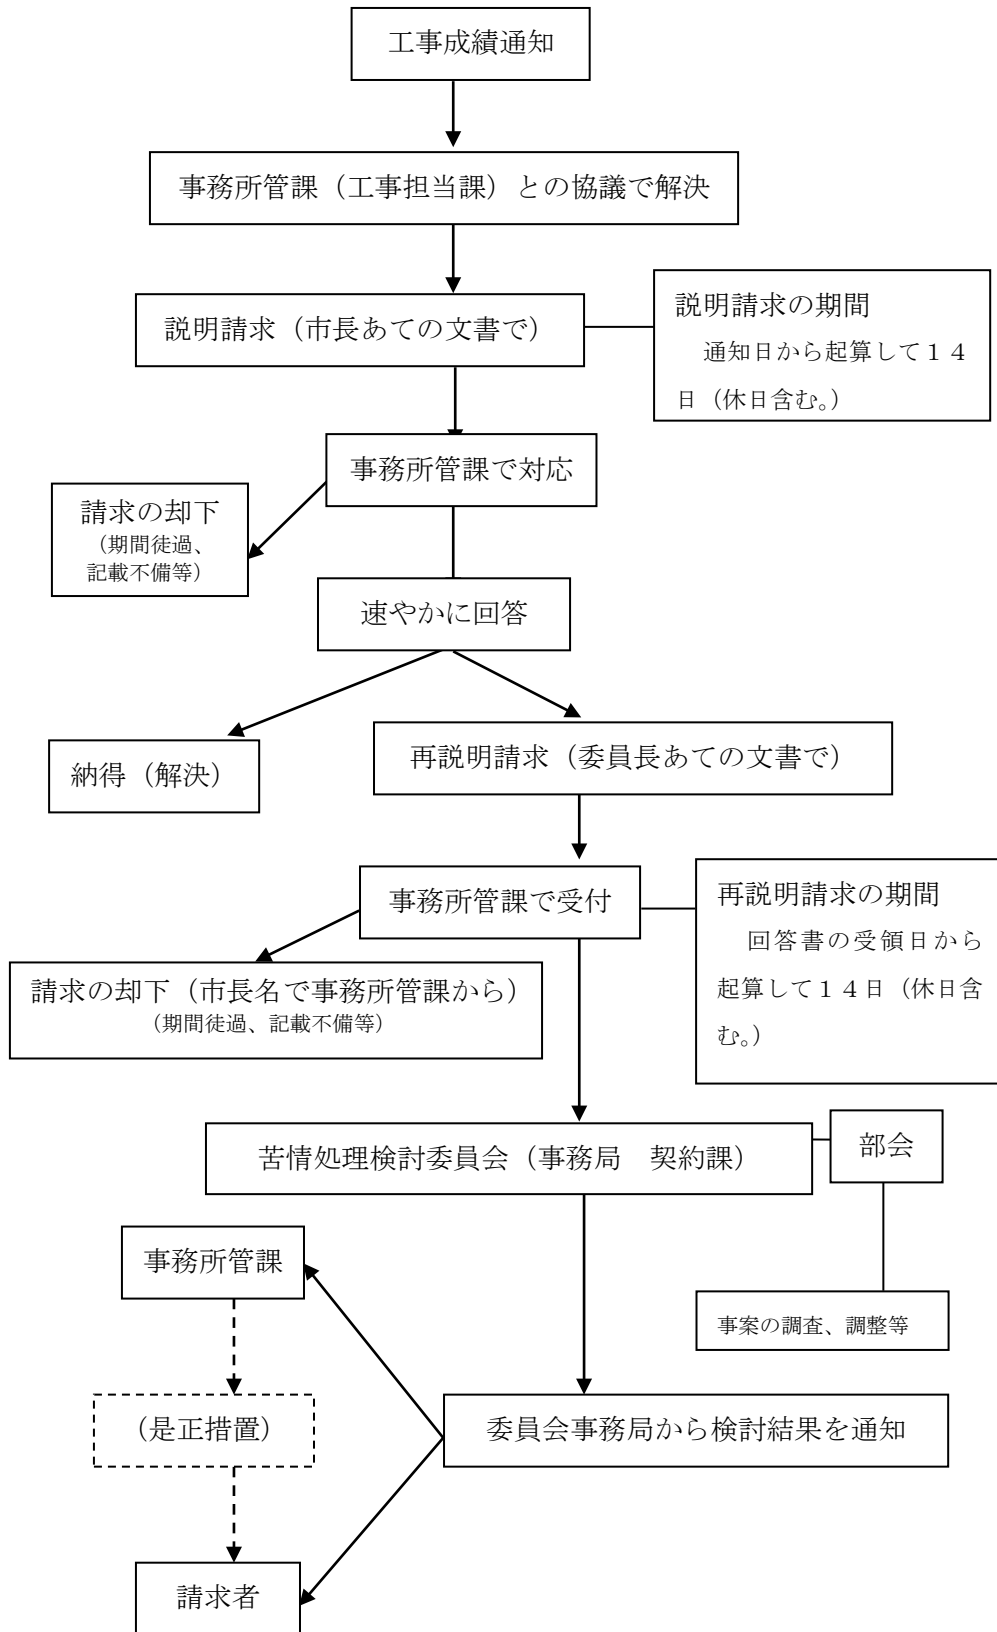 工事成績通知
事務所管課（工事担当課）との協議で解決
説明請求（市長あての文書で）
説明請求の期間
通知日から起算して１４
日（休日含む。）
事務所管課で対応
請求の却下
（期間徒過、
記載不備等）
速やかに回答
納得（解決）
再説明請求（委員長あての文書で）
事務所管課で受付
再説明請求の期間
回答書の受領日から
起算して１４日（休日含
む。）
請求の却下（市長名で事務所管課から）
（期間徒過、記載不備等）
苦情処理検討委員会（事務局　契約課）
部会
事務所管課
事案の調査、調整等
（是正措置）
委員会事務局から検討結果を通知
請求者